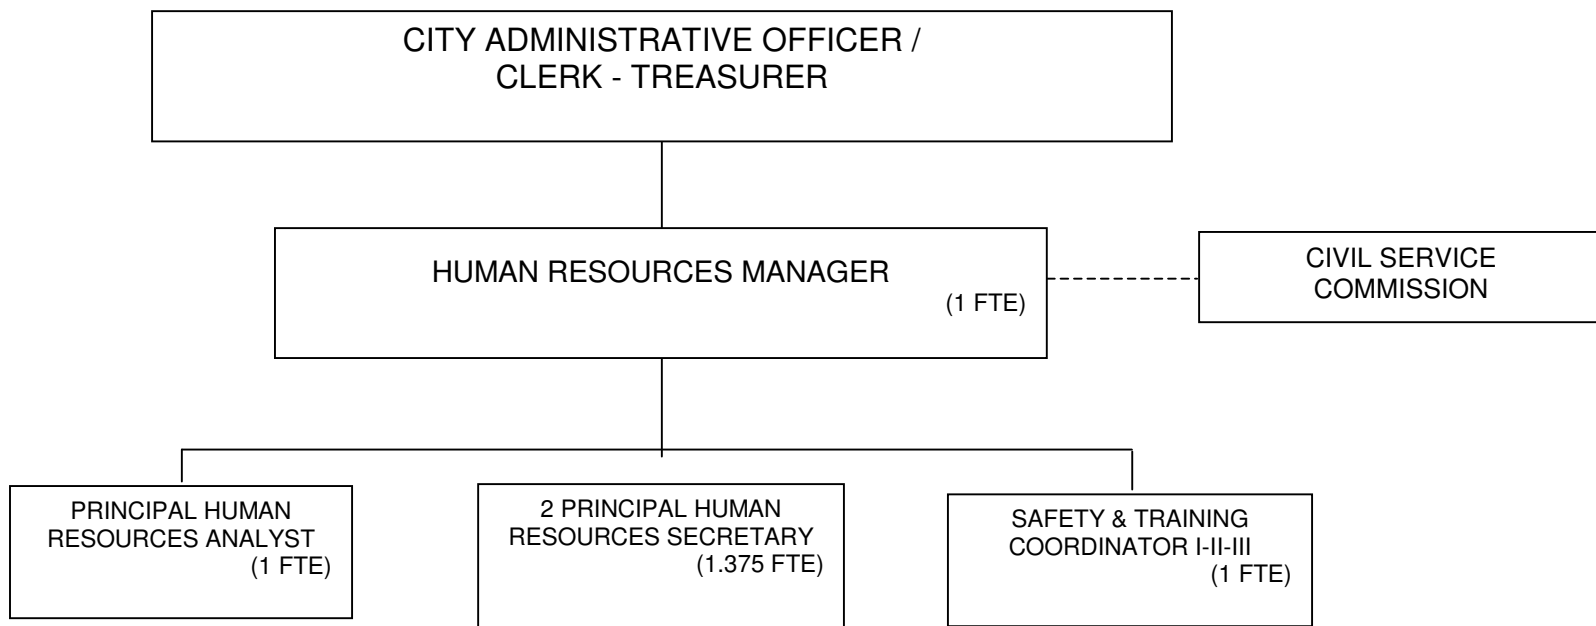 CITY ADMINISTRATIVE OFFICER /
CLERK - TREASURER
HUMAN RESOURCES MANAGER
(1 FTE)
CIVIL SERVICE
COMMISSION
PRINCIPAL HUMAN
RESOURCES ANALYST
(1 FTE)
2 PRINCIPAL HUMAN
RESOURCES SECRETARY
(1.375 FTE)
SAFETY & TRAINING
COORDINATOR I-II-III
(1 FTE)